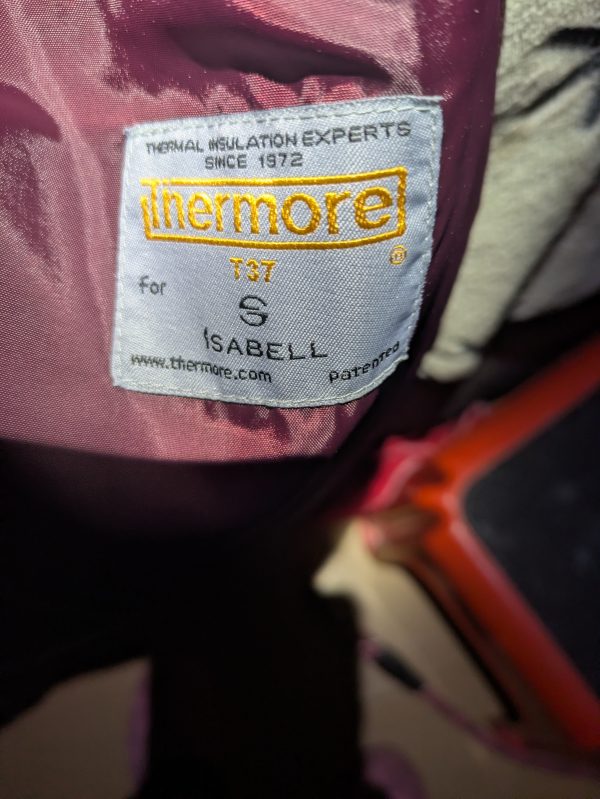 THERMAL INSULATION EXPERTS
SINCE 1972
Thermore
®
T37
for
S
ISABELL
www.thermore.com
Patented